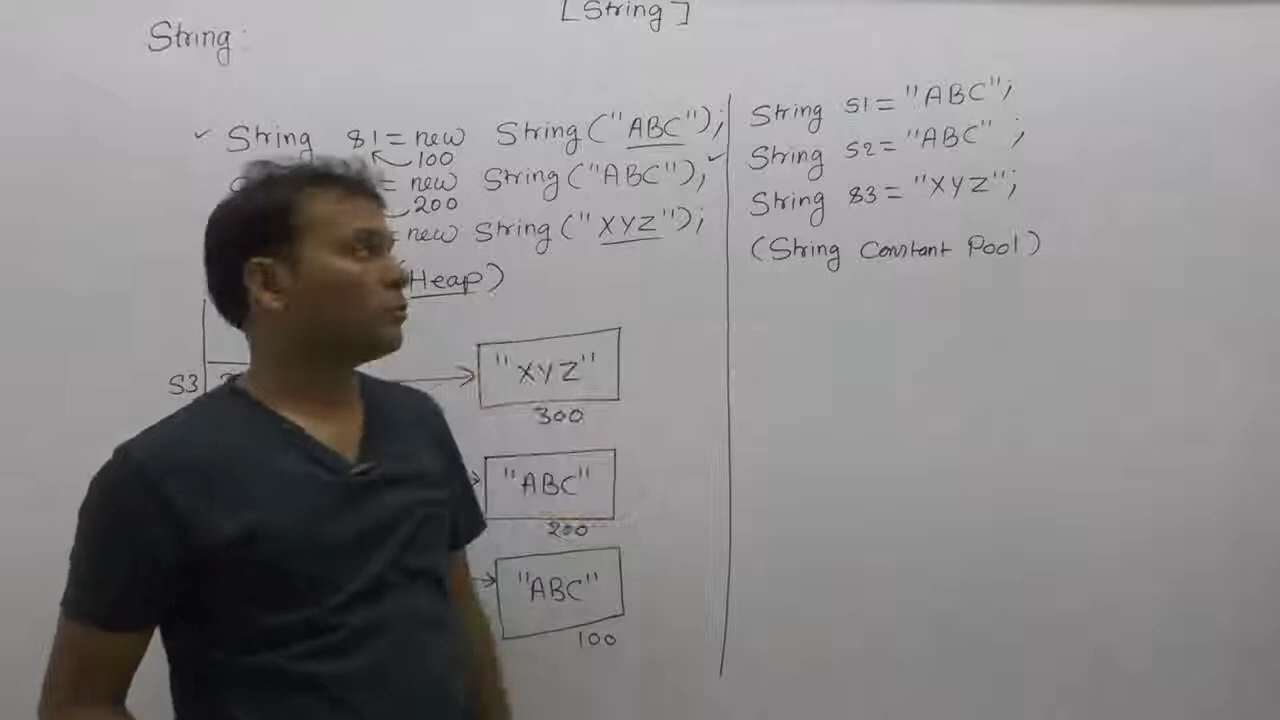 [String]
String:
✓ String s1 = new String("ABC");
100
= new String("ABC"); ✓
200
= new String("XYZ");
Heap)
S3
"XYZ"
300
"ABC"
200
"ABC"
100
String s1 = "ABC";
String s2 = "ABC" ;
String s3 = "XYZ";
(String Constant Pool)